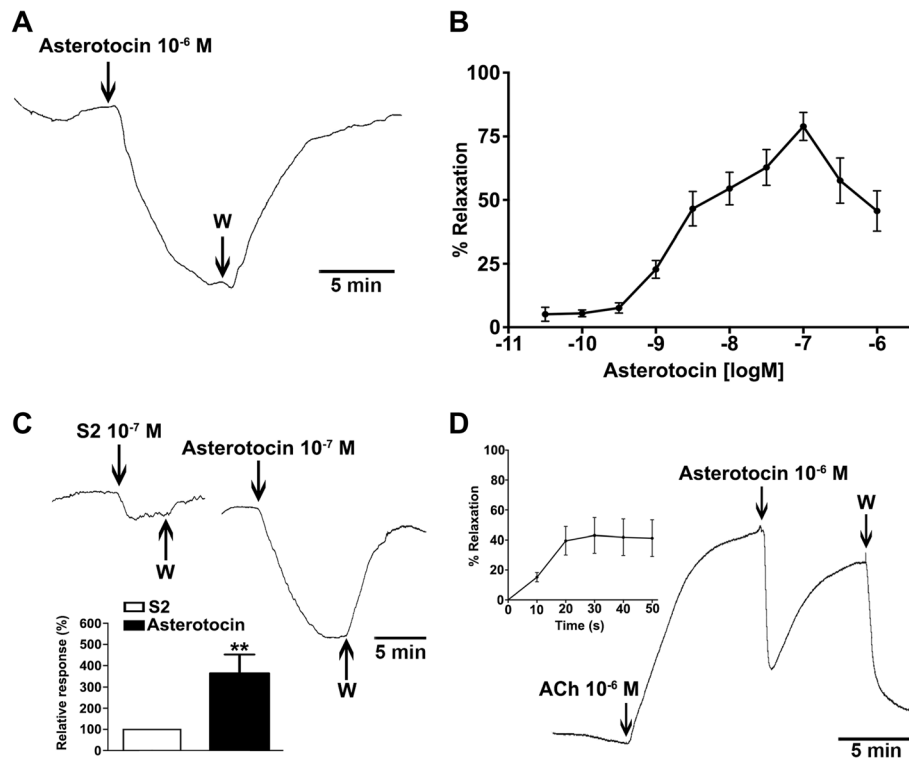 A
Asterotocin 10⁻⁶ M
W
5 min
B
100
75
50
25
0
% Relaxation
-11 -10 -9 -8 -7 -6
Asterotocin [logM]
C
S2 10⁻⁷ M
Asterotocin 10⁻⁷ M
W
W
5 min
S2
Asterotocin
600
500
400
300
200
100
0
Relative response (%)
**
D
100
80
60
40
20
0
% Relaxation
0 10 20 30 40 50
Time (s)
Asterotocin 10⁻⁶ M
W
ACh 10⁻⁶ M
5 min